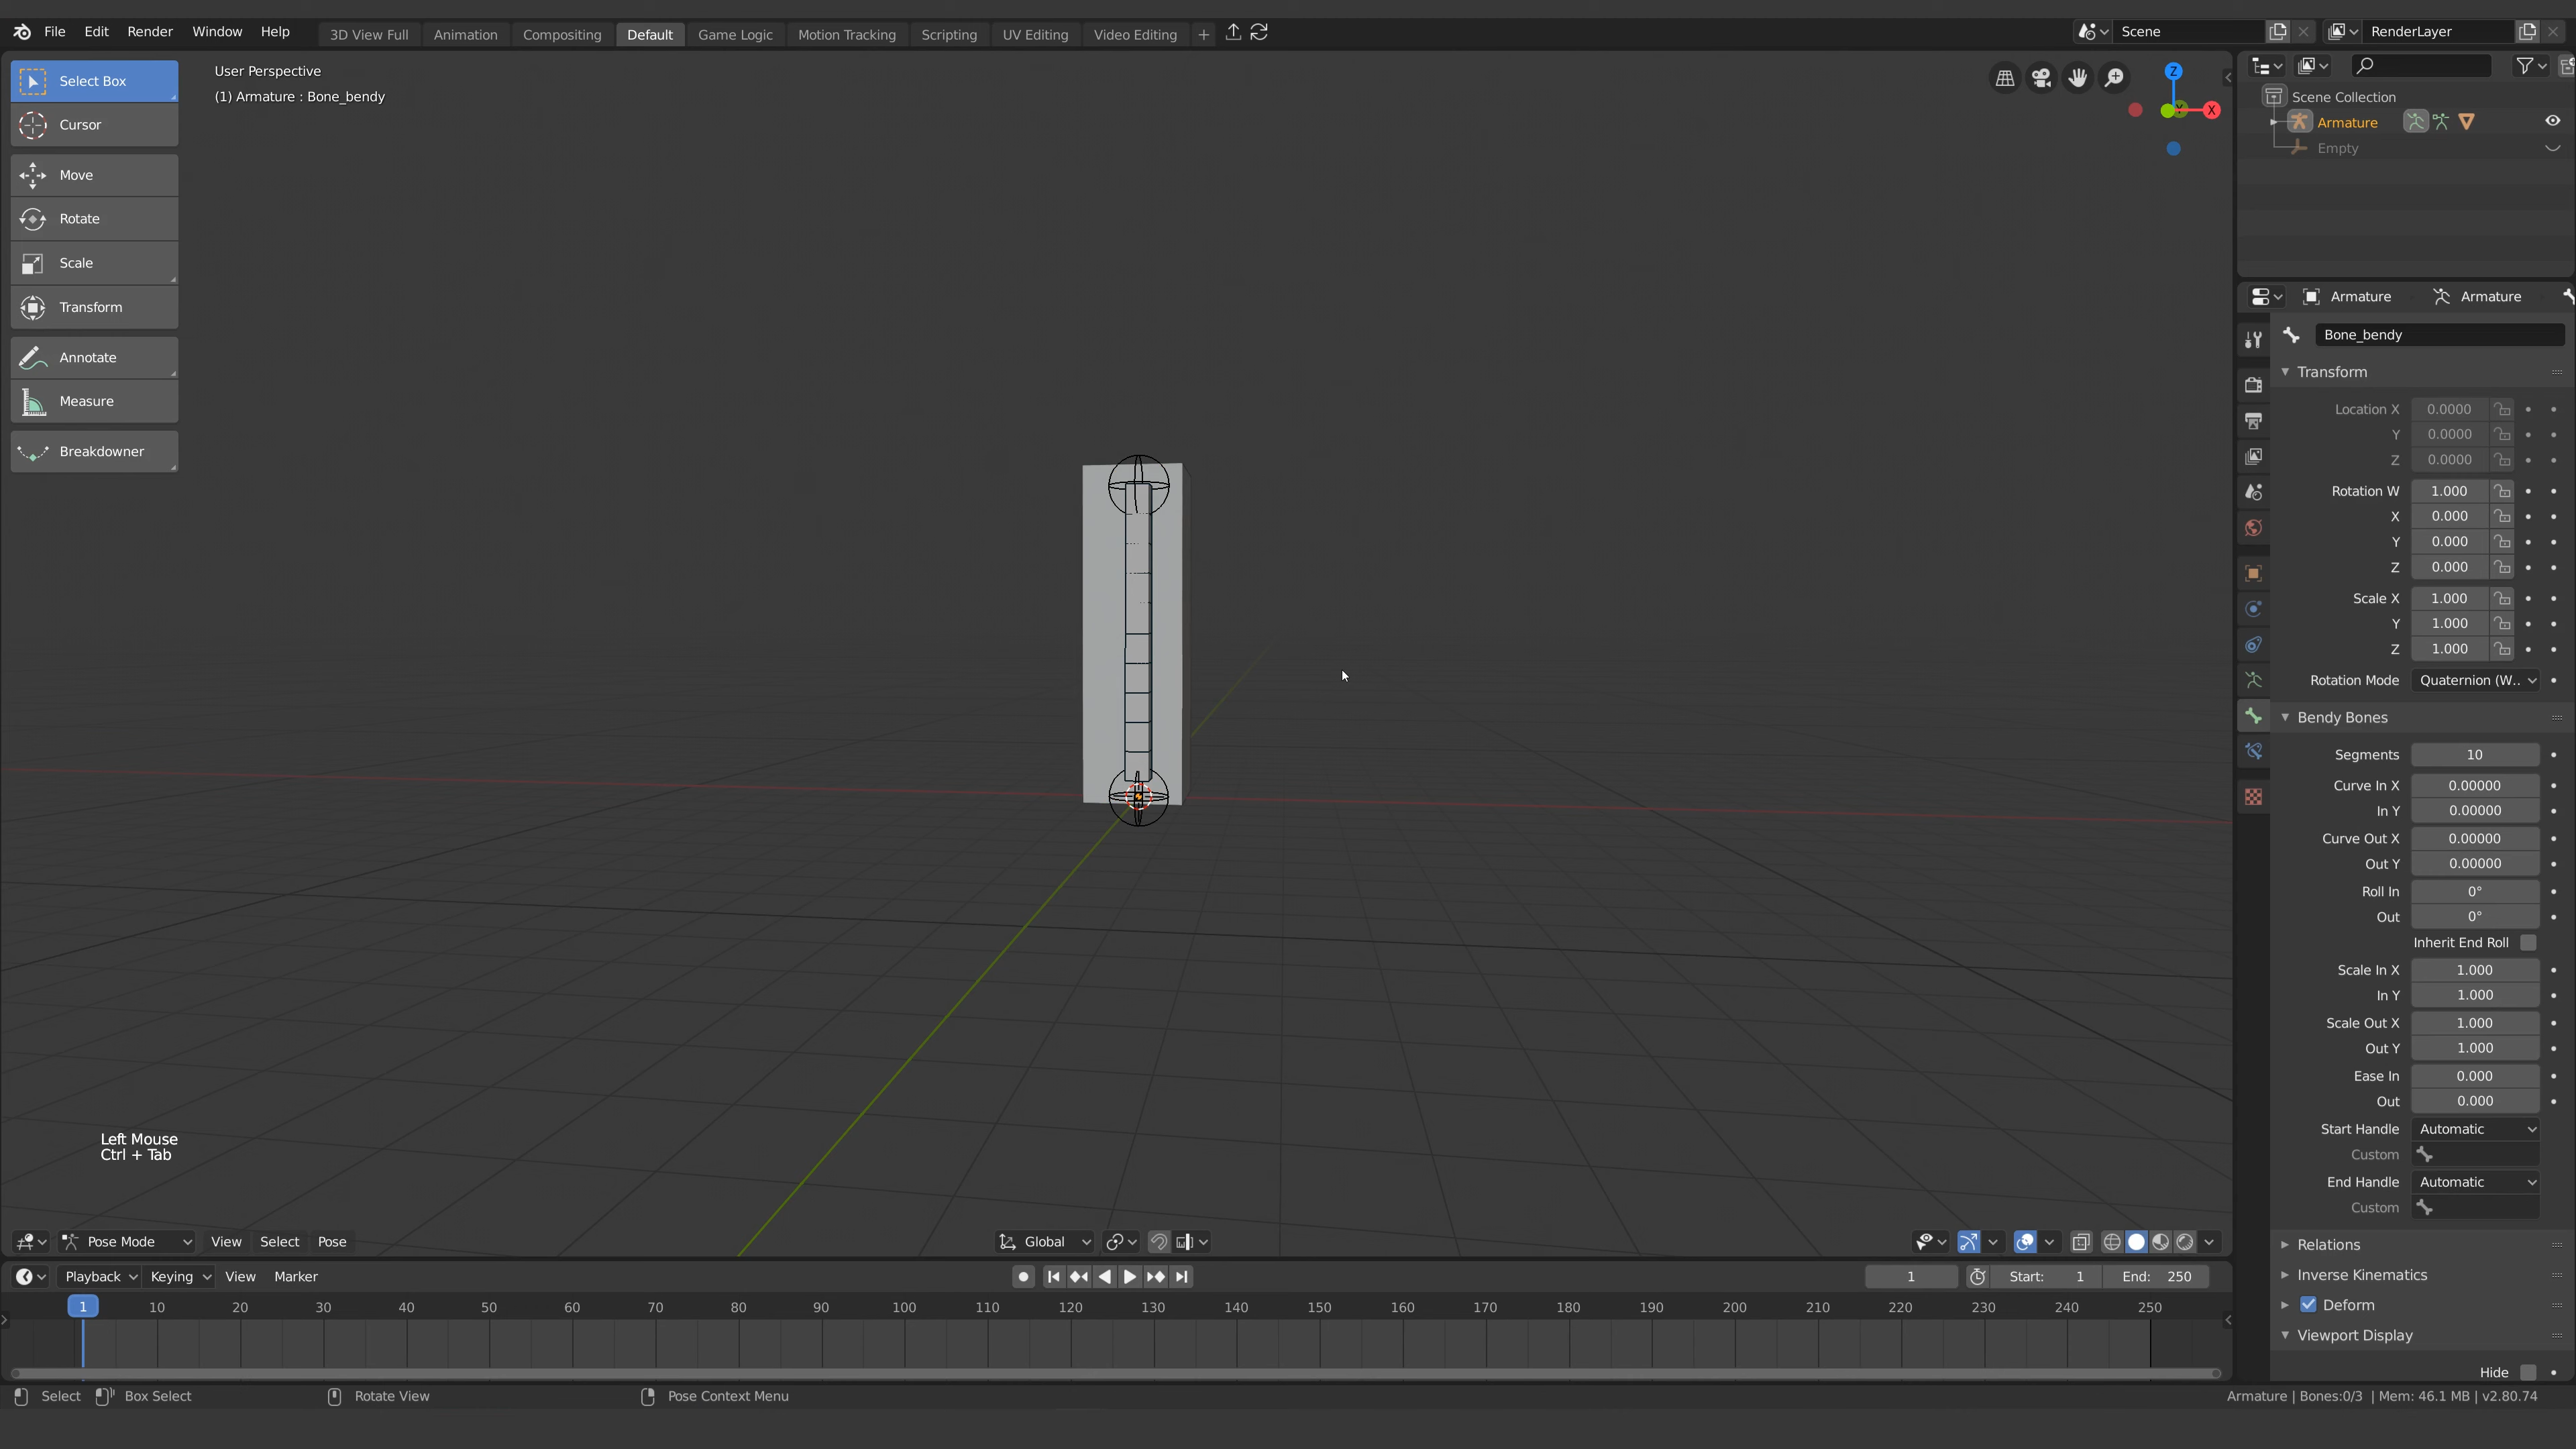 File Edit Render Window Help 3D View Full Animation Compositing Default Game Logic Motion Tracking Scripting UV Editing Video Editing + Scene RenderLayer
Select Box
Cursor
Move
Rotate
Scale
Transform
Annotate
Measure
Breakdowner
User Perspective
(1) Armature : Bone_bendy
Z
X
Y
Left Mouse
Ctrl + Tab
Pose Mode View Select Pose Global
Scene Collection
Armature
Empty
Armature Armature
Bone_bendy
Transform
Location X 0.0000
Y 0.0000
Z 0.0000
Rotation W 1.000
X 0.000
Y 0.000
Z 0.000
Scale X 1.000
Y 1.000
Z 1.000
Rotation Mode Quaternion (W..
Bendy Bones
Segments 10
Curve In X 0.00000
In Y 0.00000
Curve Out X 0.00000
Out Y 0.00000
Roll In 0°
Out 0°
Inherit End Roll
Scale In X 1.000
In Y 1.000
Scale Out X 1.000
Out Y 1.000
Ease In 0.000
Out 0.000
Start Handle Automatic
Custom
End Handle Automatic
Custom
Relations
Inverse Kinematics
Deform
Viewport Display
Hide
Playback Keying View Marker 1 Start: 1 End: 250
1 10 20 30 40 50 60 70 80 90 100 110 120 130 140 150 160 170 180 190 200 210 220 230 240 250
Select Box Select Rotate View Pose Context Menu Armature | Bones:0/3 | Mem: 46.1 MB | v2.80.74